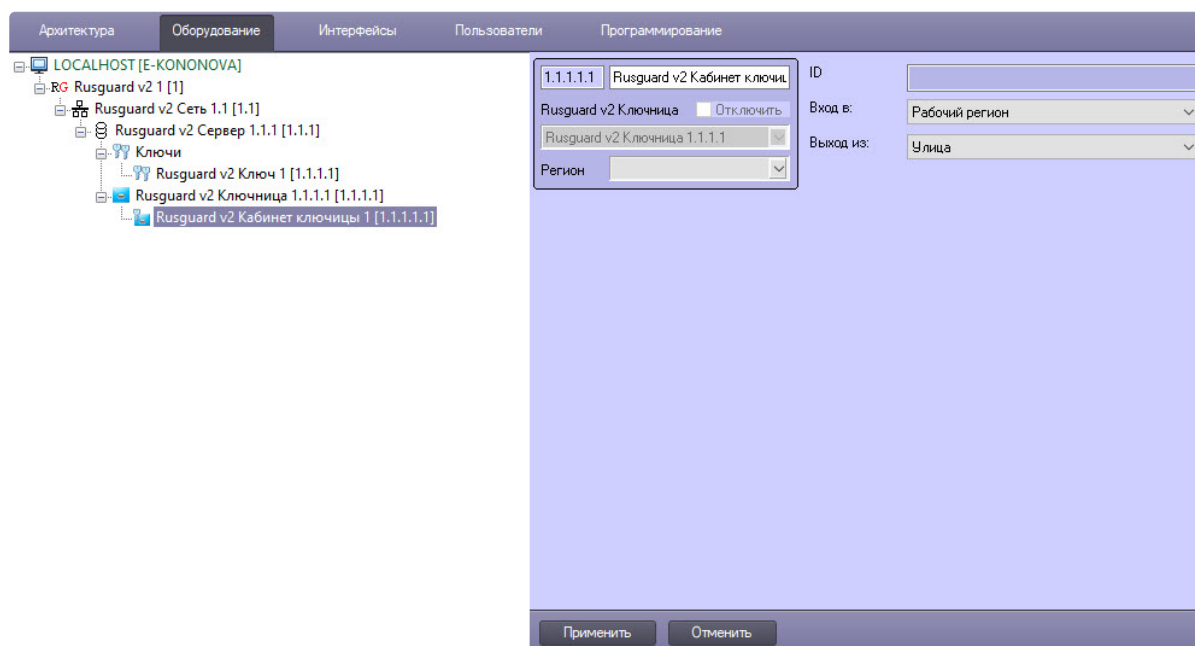 Архитектура Оборудование Интерфейсы Пользователи Программирование
LOCALHOST [E-KONONOVA]
RG Rusguard v2 1 [1]
Rusguard v2 Сеть 1.1 [1.1]
Rusguard v2 Сервер 1.1.1 [1.1.1]
Ключи
Rusguard v2 Ключ 1 [1.1.1.1]
Rusguard v2 Ключница 1.1.1.1 [1.1.1.1]
Rusguard v2 Кабинет ключицы 1 [1.1.1.1.1]
1.1.1.1.1 Rusguard v2 Кабинет ключиц
Rusguard v2 Ключница Отключить
Rusguard v2 Ключница 1.1.1.1
Регион
ID
Вход в: Рабочий регион
Выход из: Улица
Применить Отменить